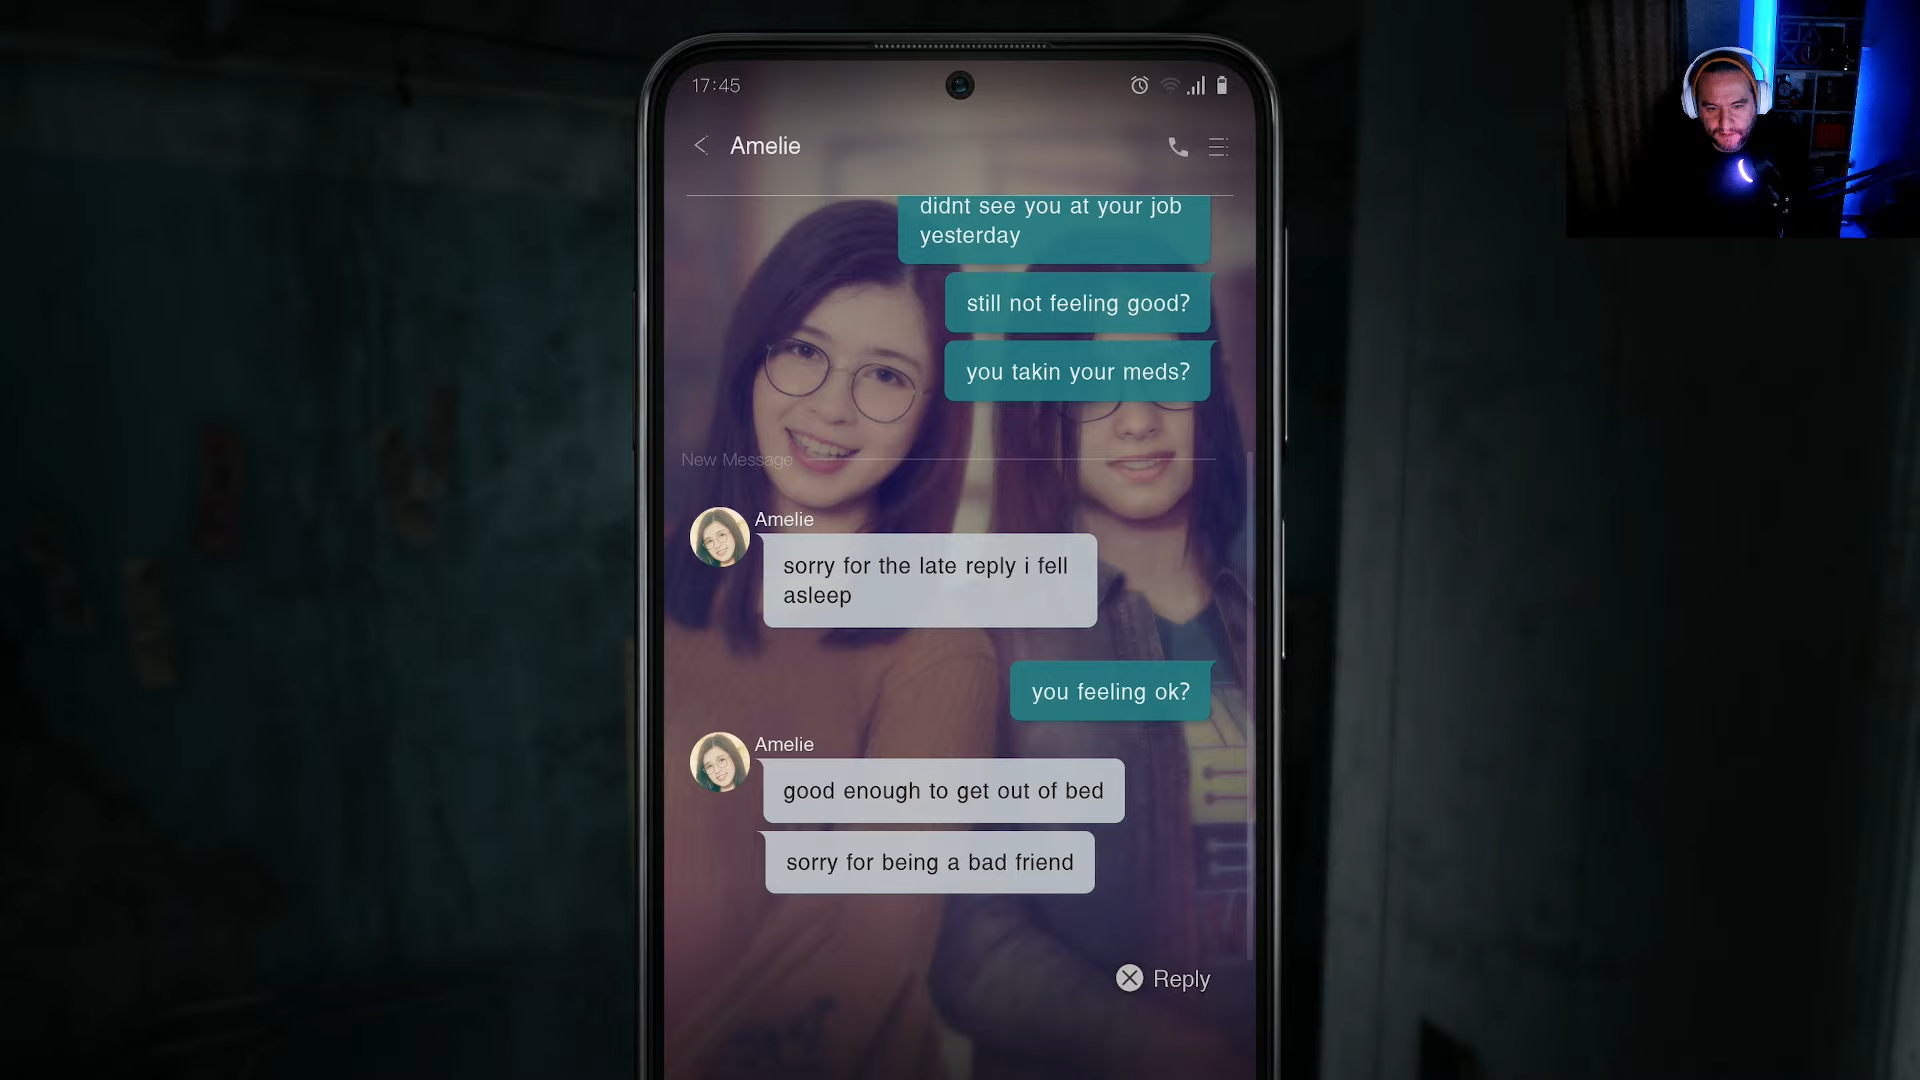 17:45
Amelie
didnt see you at your job
yesterday
still not feeling good?
you takin your meds?
New Message
Amelie
sorry for the late reply i fell
asleep
you feeling ok?
Amelie
good enough to get out of bed
sorry for being a bad friend
Reply